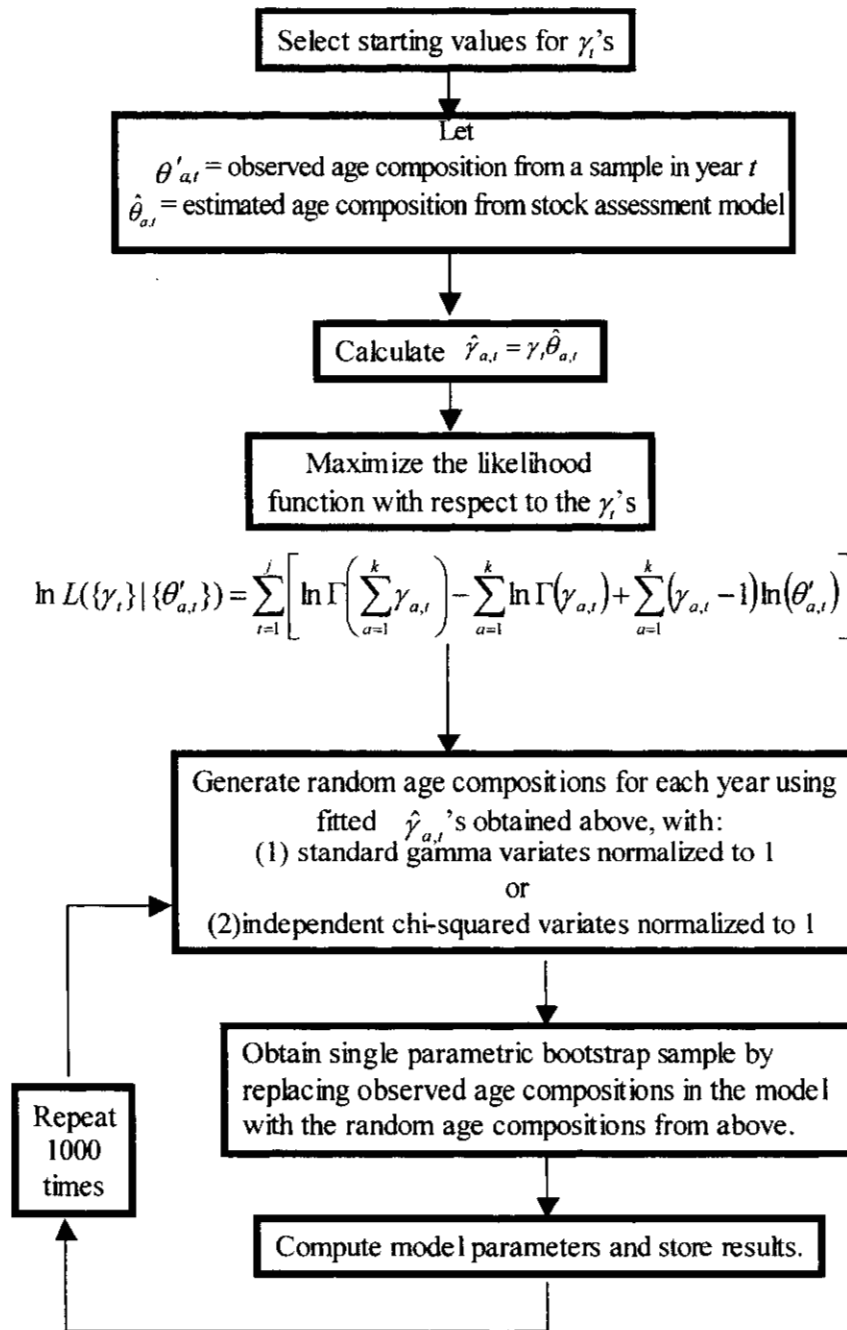 Select starting values for γₜ's
Let
θ'ₐ,ₜ = observed age composition from a sample in year t
θ̂ₐ,ₜ = estimated age composition from stock assessment model
Calculate γ̂ₐ,ₜ = γₜθ̂ₐ,ₜ
Maximize the likelihood
function with respect to the γₜ's
ln L({γₜ}|{θ'ₐ,ₜ}) = ∑_{t=1}^{j} [ ln Γ( ∑_{a=1}^{k} γₐ,ₜ ) − ∑_{a=1}^{k} ln Γ(γₐ,ₜ) + ∑_{a=1}^{k} (γₐ,ₜ − 1) ln(θ'ₐ,ₜ) ]
Generate random age compositions for each year using
fitted γ̂ₐ,ₜ's obtained above, with:
(1) standard gamma variates normalized to 1
or
(2)independent chi-squared variates normalized to 1
Obtain single parametric bootstrap sample by
replacing observed age compositions in the model
with the random age compositions from above.
Repeat
1000
times
Compute model parameters and store results.